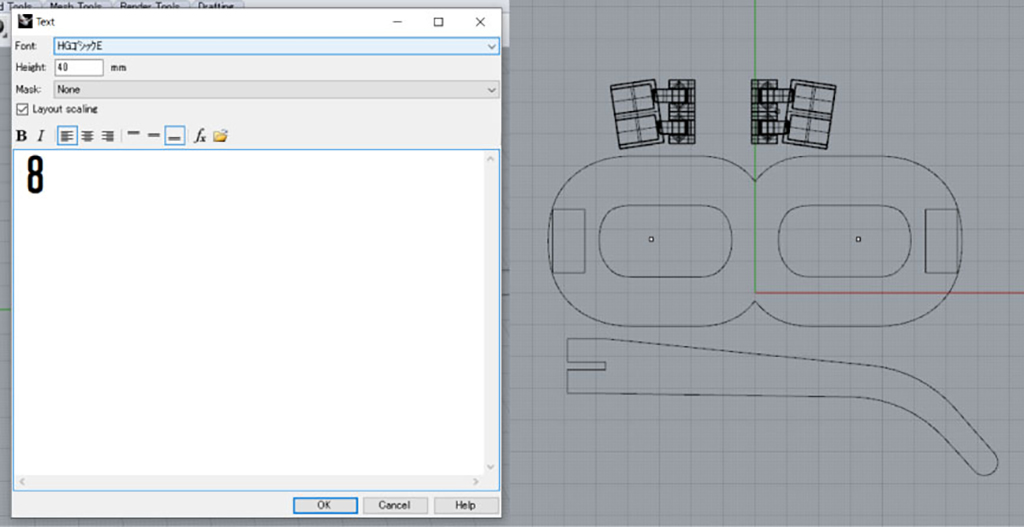 d Tools Mesh Tools Render Tools Drafting
Text
Font: HGｺﾞｼｯｸE
Height: 40 mm
Mask: None
Layout scaling
B I fx
8
OK Cancel Help